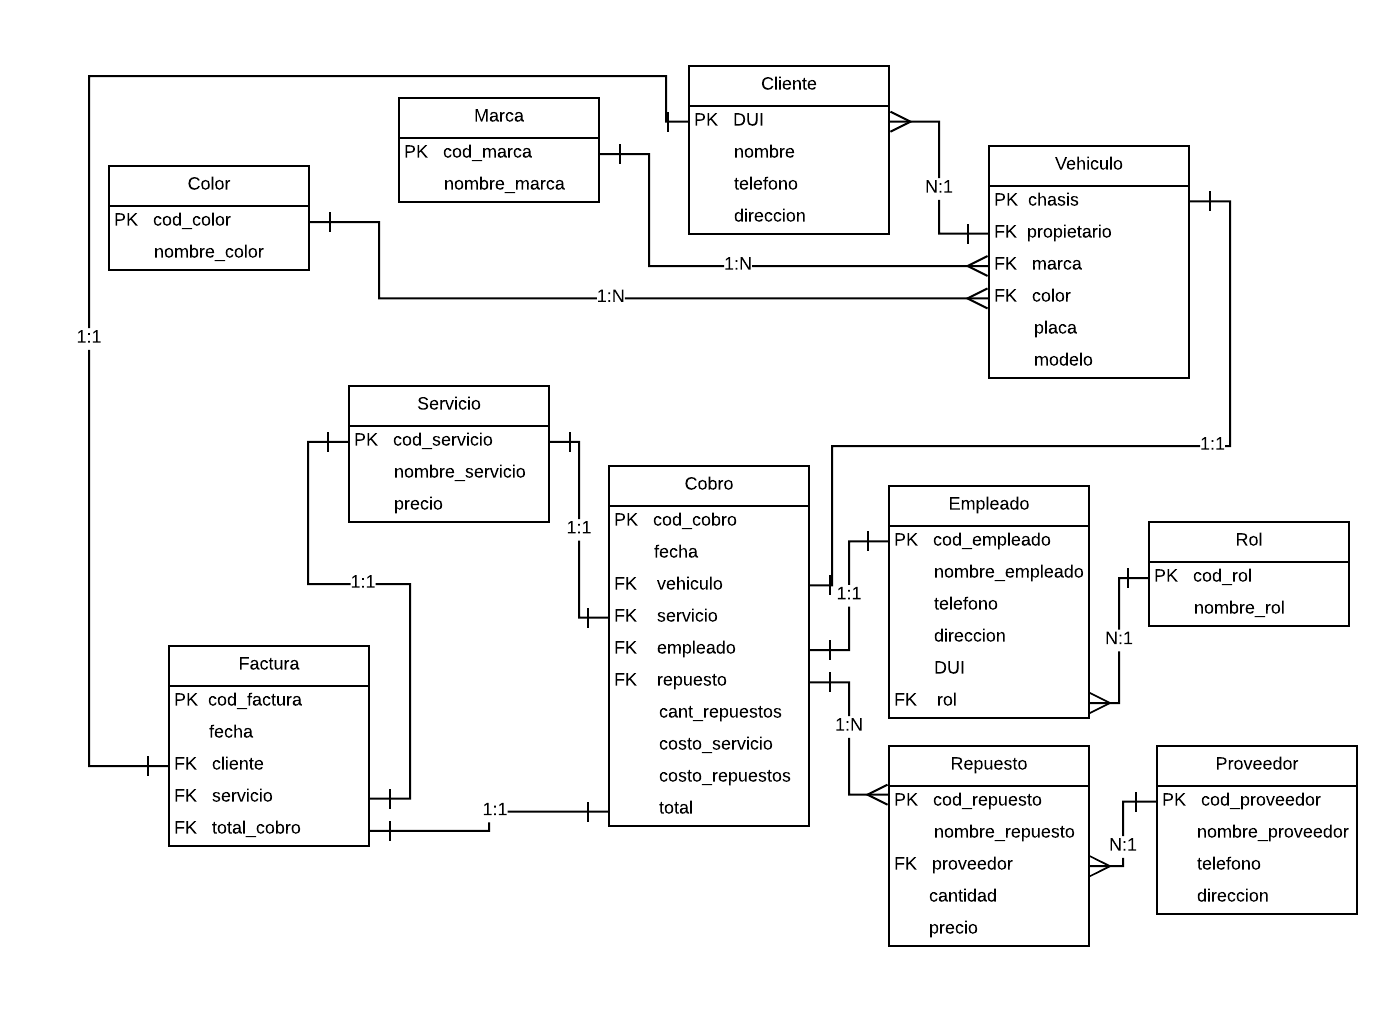 Cliente
PK DUI
nombre
telefono
direccion
Marca
PK cod_marca
nombre_marca
Color
PK cod_color
nombre_color
Vehiculo
PK chasis
FK propietario
FK marca
FK color
placa
modelo
N:1
1:N
1:N
1:1
1:1
Servicio
PK cod_servicio
nombre_servicio
precio
1:1
1:1
Cobro
PK cod_cobro
fecha
FK vehiculo
FK servicio
FK empleado
FK repuesto
cant_repuestos
costo_servicio
costo_repuestos
total
1:1
1:N
Empleado
PK cod_empleado
nombre_empleado
telefono
direccion
DUI
FK rol
Rol
PK cod_rol
nombre_rol
N:1
Factura
PK cod_factura
fecha
FK cliente
FK servicio
FK total_cobro
1:1
Repuesto
PK cod_repuesto
nombre_repuesto
FK proveedor
cantidad
precio
N:1
Proveedor
PK cod_proveedor
nombre_proveedor
telefono
direccion